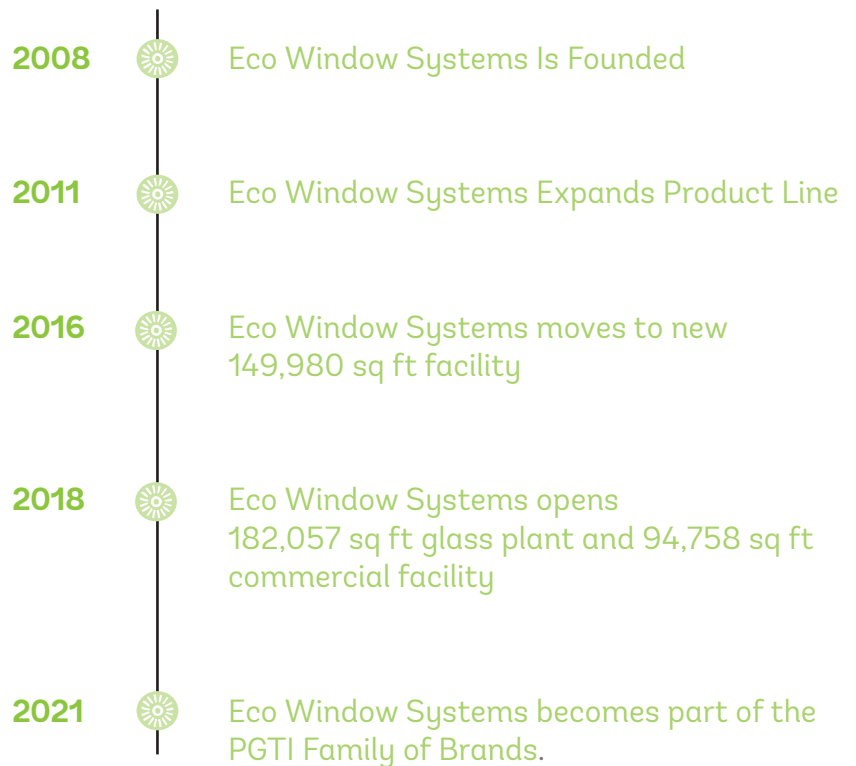 2008 Eco Window Systems Is Founded
2011 Eco Window Systems Expands Product Line
2016 Eco Window Systems moves to new
149,980 sq ft facility
2018 Eco Window Systems opens
182,057 sq ft glass plant and 94,758 sq ft
commercial facility
2021 Eco Window Systems becomes part of the
PGTI Family of Brands.